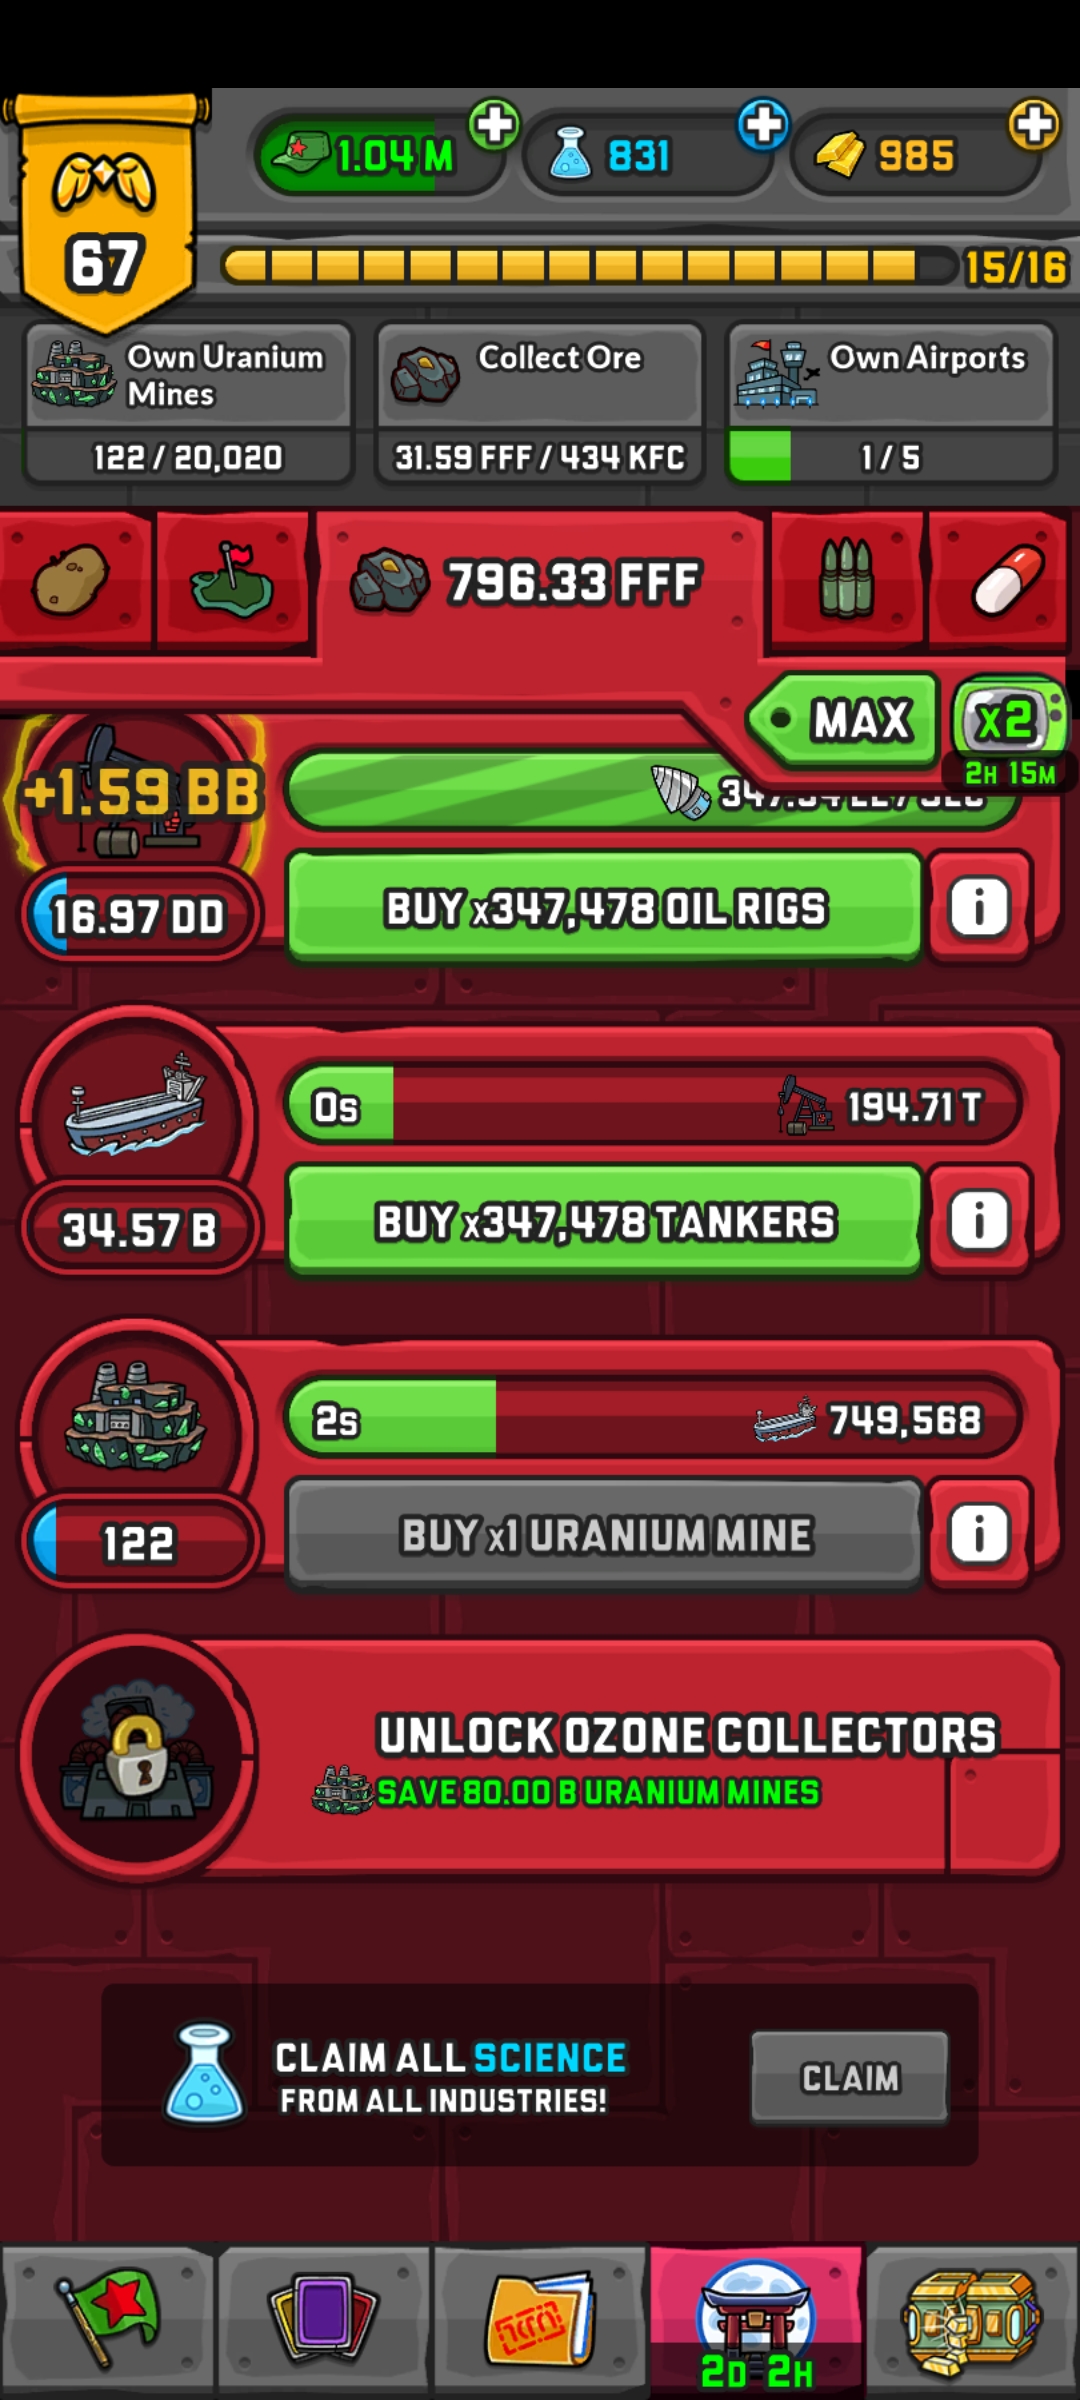 1.04 M
831
985
67
15/16
Own Uranium
Mines
122 / 20,020
Collect Ore
31.59 FFF / 434 KFC
Own Airports
1 / 5
796.33 FFF
MAX
x2
2H 15M
+1.59 BB
16.97 DD
BUY x347,478 OIL RIGS
i
0s
194.71 T
34.57 B
BUY x347,478 TANKERS
i
2s
749,568
122
BUY x1 URANIUM MINE
i
UNLOCK OZONE COLLECTORS
SAVE 80.00 B URANIUM MINES
CLAIM ALL SCIENCE
FROM ALL INDUSTRIES!
CLAIM
2D 2H